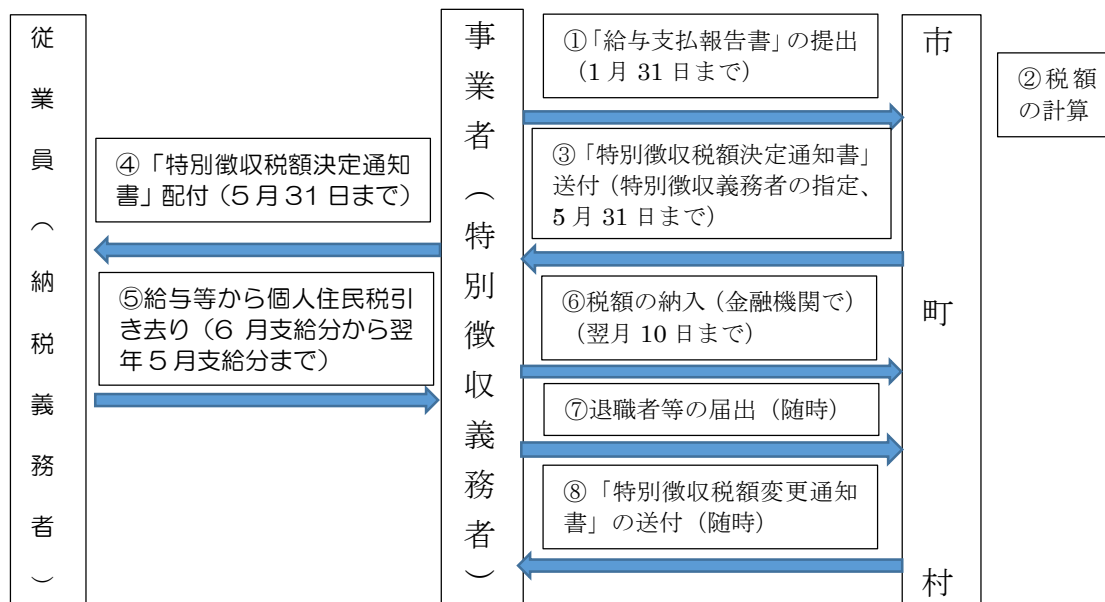 従業員（納税義務者）
④「特別徴収税額決定通知
書」配付（5月31日まで）
⑤給与等から個人住民税引
き去り（6 月支給分から翌
年5月支給分まで）
事業者（特別徴収義務者）
①「給与支払報告書」の提出
（1月 31 日まで）
③「特別徴収税額決定通知書」
送付（特別徴収義務者の指定、
5月 31 日まで）
⑥税額の納入（金融機関で）
（翌月 10 日まで）
⑦退職者等の届出（随時）
⑧「特別徴収税額変更通知
書」の送付（随時）
市町村
②税額
の計算